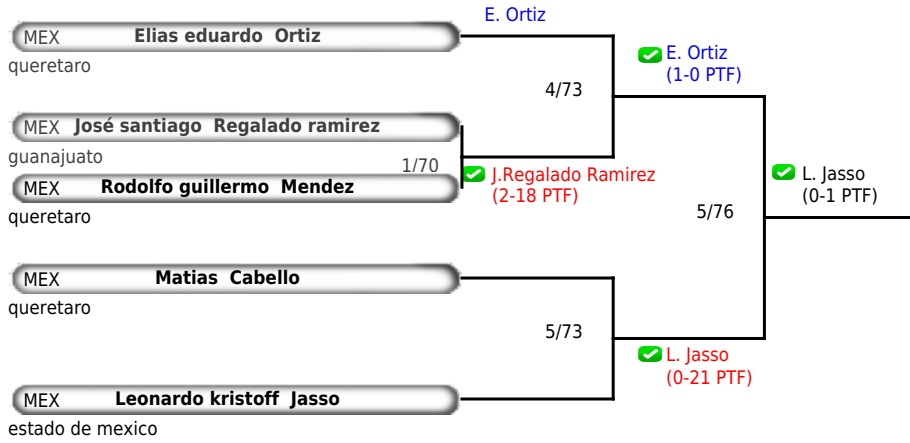 E. Ortiz
MEX Elias eduardo Ortiz
queretaro
E. Ortiz
(1-0 PTF)
4/73
MEX José santiago Regalado ramirez
guanajuato
1/70
J.Regalado Ramirez
(2-18 PTF)
MEX Rodolfo guillermo Mendez
queretaro
L. Jasso
(0-1 PTF)
5/76
MEX Matias Cabello
queretaro
5/73
L. Jasso
(0-21 PTF)
MEX Leonardo kristoff Jasso
estado de mexico